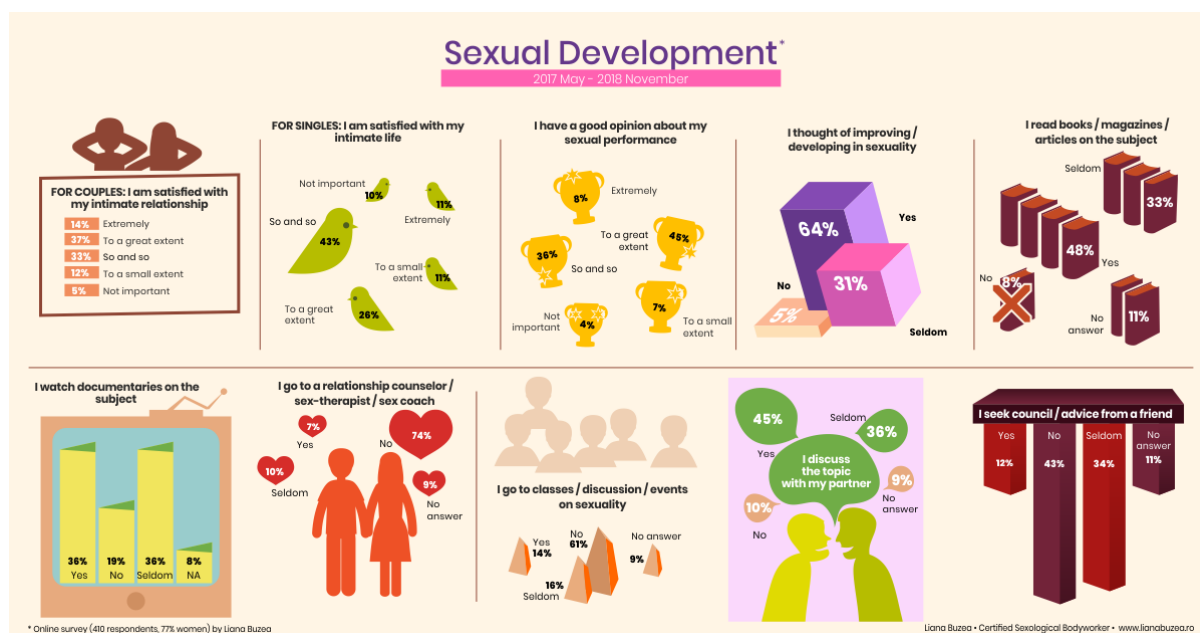 Sexual Development*
2017 May - 2018 November
FOR COUPLES: I am satisfied with
my intimate relationship
14% Extremely
37% To a great extent
33% So and so
12% To a small extent
5% Not important
FOR SINGLES: I am satisfied with my
intimate life
Not important
10%
11%
Extremely
So and so
43%
To a small
extent
11%
To a great
extent
26%
I have a good opinion about my
sexual performance
8%
Extremely
To a great
extent
45%
36%
So and so
7%
To a small
extent
Not
important
4%
I thought of improving /
developing in sexuality
64%
Yes
No
5%
31%
Seldom
I read books / magazines /
articles on the subject
Seldom
33%
48%
Yes
No
8%
No
answer
11%
I watch documentaries on the
subject
36%
Yes
19%
No
36%
Seldom
8%
NA
I go to a relationship counselor /
sex-therapist / sex coach
7%
Yes
No
74%
10%
Seldom
9%
No
answer
I go to classes / discussion / events
on sexuality
Yes
14%
No
61%
No answer
9%
16%
Seldom
45%
Yes
Seldom
36%
I discuss
the topic
with my partner
9%
No
answer
10%
No
I seek council / advice from a friend
Yes
12%
No
43%
Seldom
34%
No
answer
11%
* Online survey (410 respondents, 77% women) by Liana Buzea
Liana Buzea • Certified Sexological Bodyworker • www.lianabuzea.ro